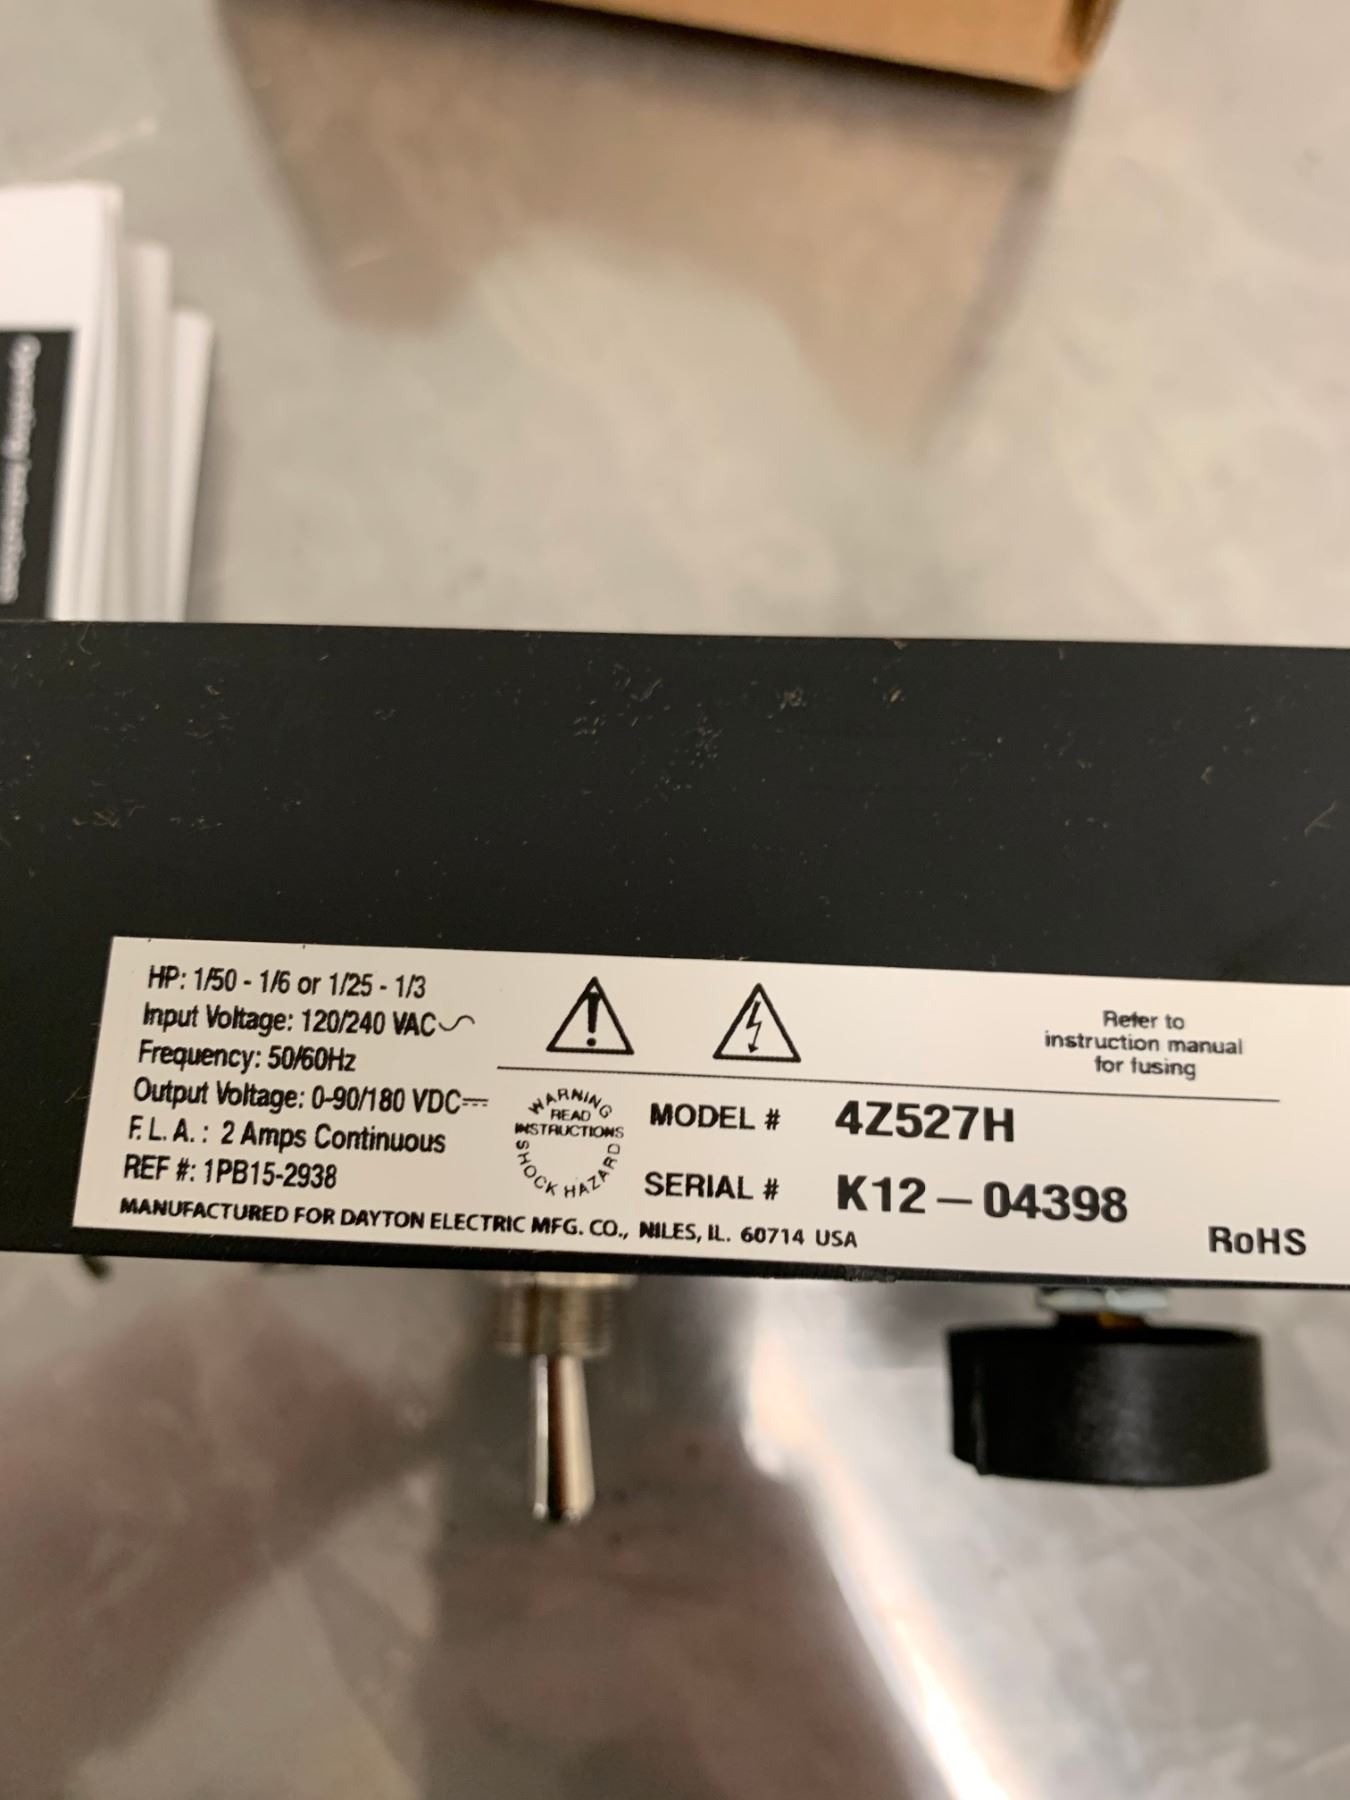 Operating Instructions
HP: 1/50 - 1/6 or 1/25 - 1/3
Input Voltage: 120/240 VAC
Frequency: 50/60Hz
Output Voltage: 0-90/180 VDC
F. L. A. : 2 Amps Continuous
REF #: 1PB15-2938
MANUFACTURED FOR DAYTON ELECTRIC MFG. CO., NILES, IL. 60714 USA
WARNING
READ
INSTRUCTIONS
SHOCK HAZARD
Refer to
instruction manual
for fusing
MODEL # 4Z527H
SERIAL # K12-04398
RoHS